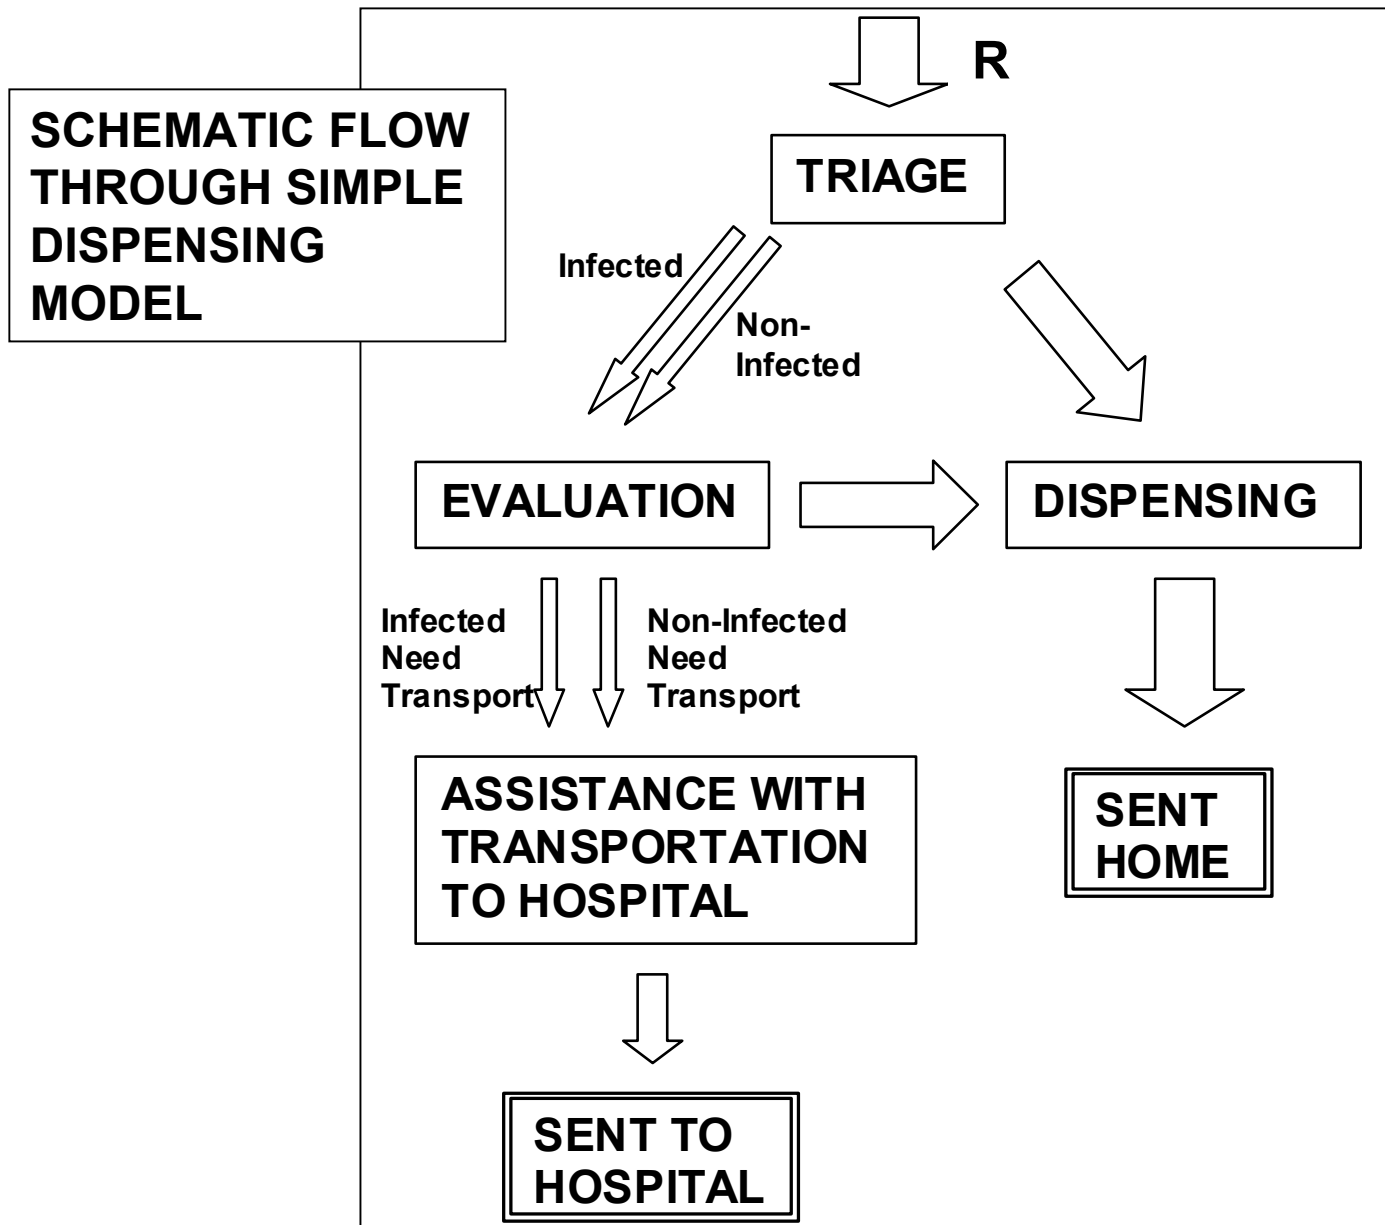 SCHEMATIC FLOW
THROUGH SIMPLE
DISPENSING
MODEL
R
TRIAGE
Infected
Non-
Infected
EVALUATION
DISPENSING
Infected
Need
Transport
Non-Infected
Need
Transport
ASSISTANCE WITH
TRANSPORTATION
TO HOSPITAL
SENT
HOME
SENT TO
HOSPITAL